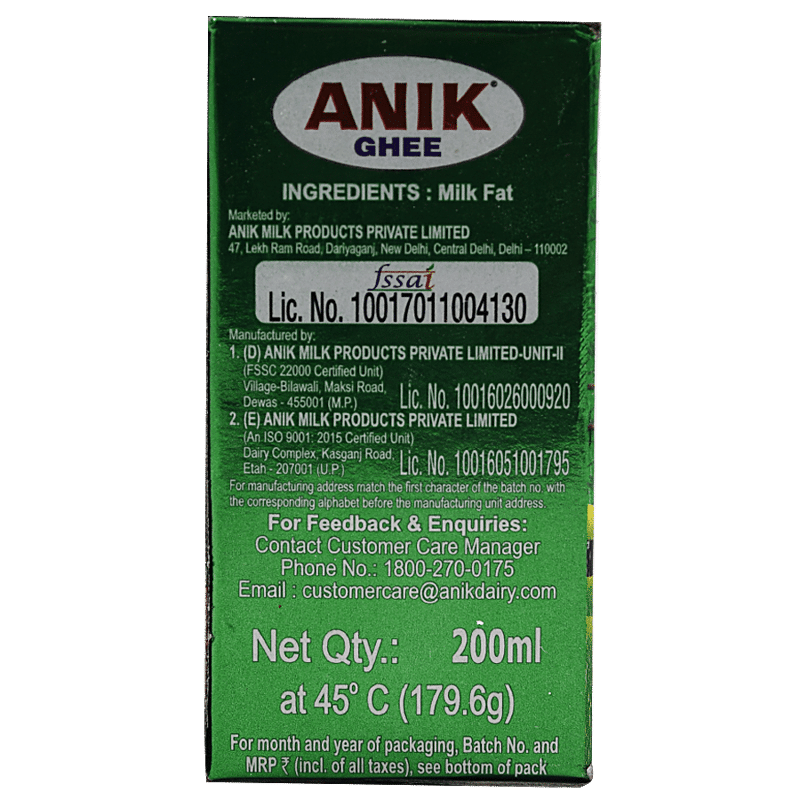 ANIK®
GHEE
INGREDIENTS : Milk Fat
Marketed by:
ANIK MILK PRODUCTS PRIVATE LIMITED
47, Lekh Ram Road, Dariyaganj, New Delhi, Central Delhi, Delhi – 110002
fssai
Lic. No. 10017011004130
Manufactured by:
1. (D) ANIK MILK PRODUCTS PRIVATE LIMITED-UNIT-II
(FSSC 22000 Certified Unit)
Village-Bilawali, Maksi Road,
Dewas - 455001 (M.P.) Lic. No. 10016026000920
2. (E) ANIK MILK PRODUCTS PRIVATE LIMITED
(An ISO 9001: 2015 Certified Unit)
Dairy Complex, Kasganj Road,
Etah - 207001 (U.P.) Lic. No. 10016051001795
For manufacturing address match the first character of the batch no. with
the corresponding alphabet before the manufacturing unit address.
For Feedback & Enquiries:
Contact Customer Care Manager
Phone No.: 1800-270-0175
Email : customercare@anikdairy.com
Net Qty.: 200ml
at 45° C (179.6g)
For month and year of packaging, Batch No. and
MRP ₹ (incl. of all taxes), see bottom of pack